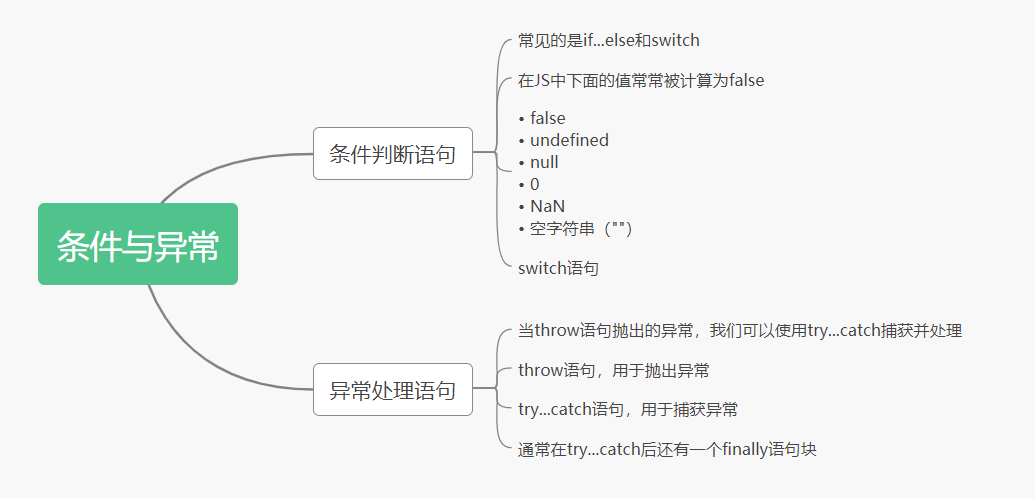 条件与异常
条件判断语句
常见的是if...else和switch
在JS中下面的值常常被计算为false
• false
• undefined
• null
• 0
• NaN
• 空字符串（""）
switch语句
异常处理语句
当throw语句抛出的异常，我们可以使用try...catch捕获并处理
throw语句，用于抛出异常
try...catch语句，用于捕获异常
通常在try...catch后还有一个finally语句块